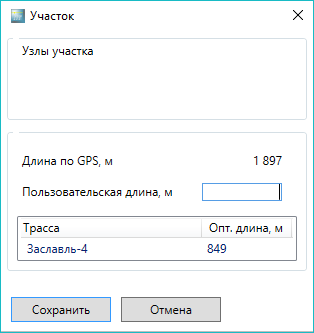 Участок
Узлы участка
Длина по GPS, м 1 897
Пользовательская длина, м
Трасса Опт. длина, м
Заславль-4 849
Сохранить Отмена